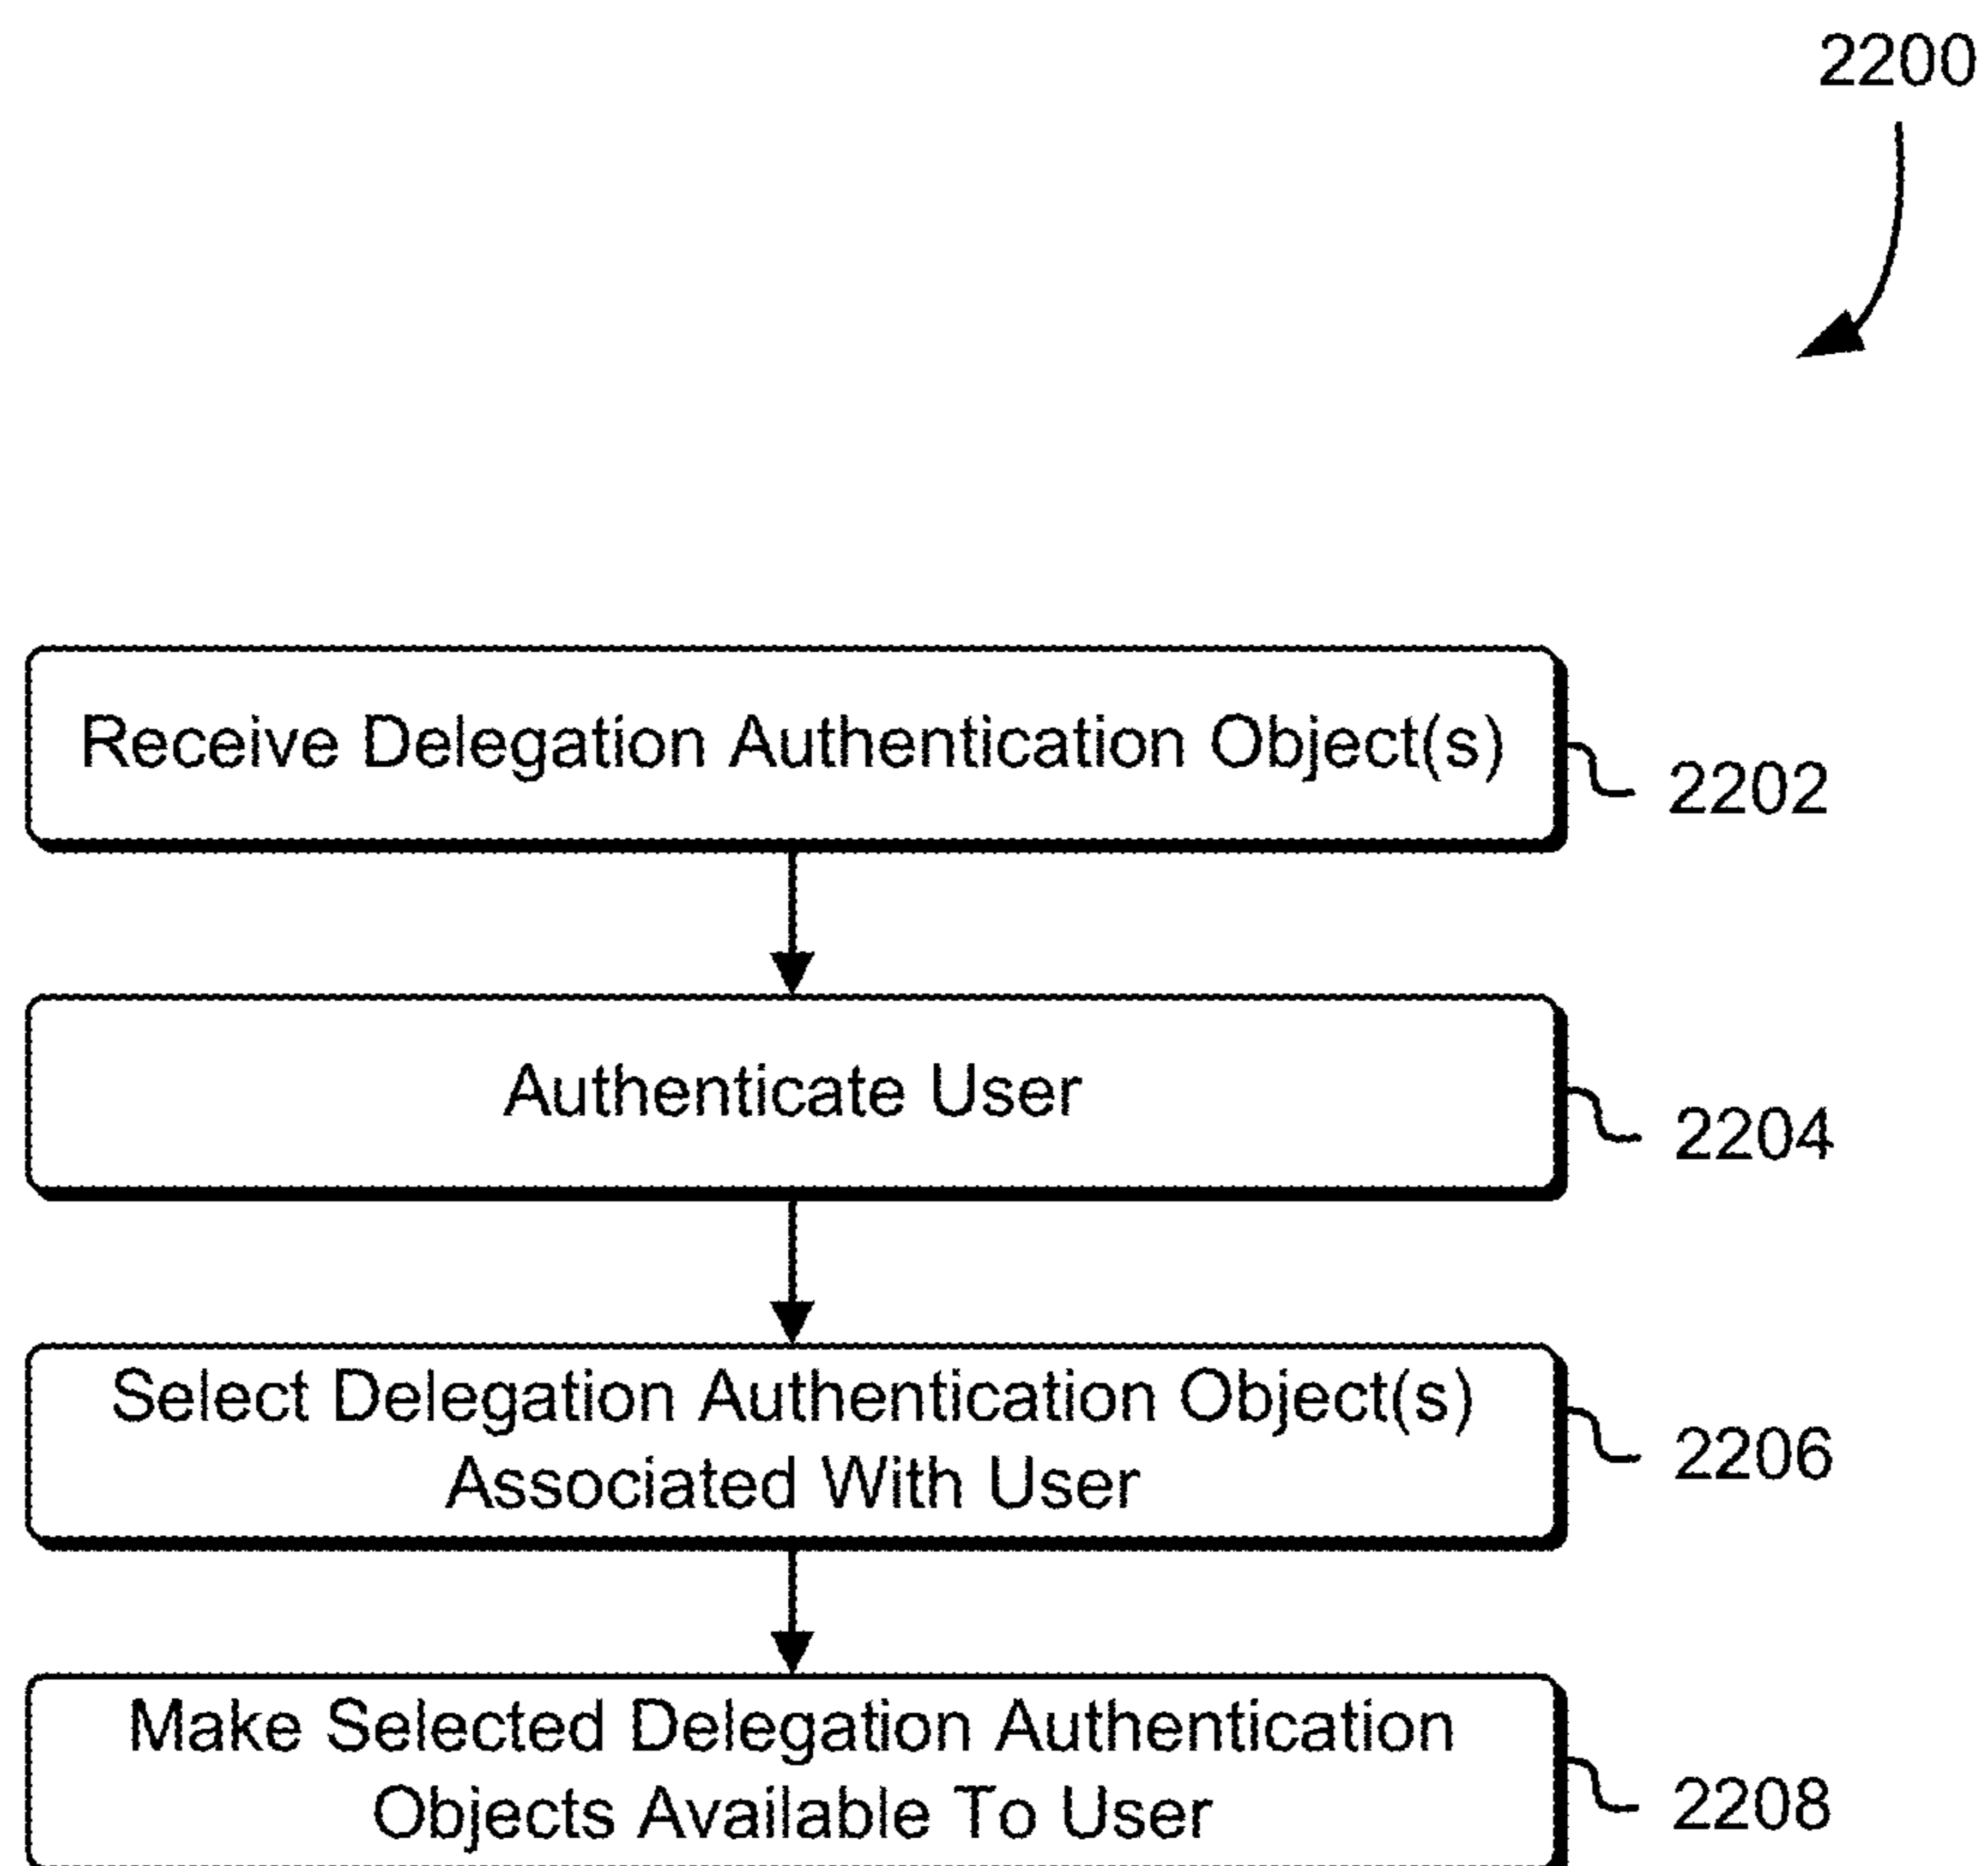 2200
Receive Delegation Authentication Object(s)
2202
Authenticate User
2204
Select Delegation Authentication Object(s)
Associated With User
2206
Make Selected Delegation Authentication
Objects Available To User
2208